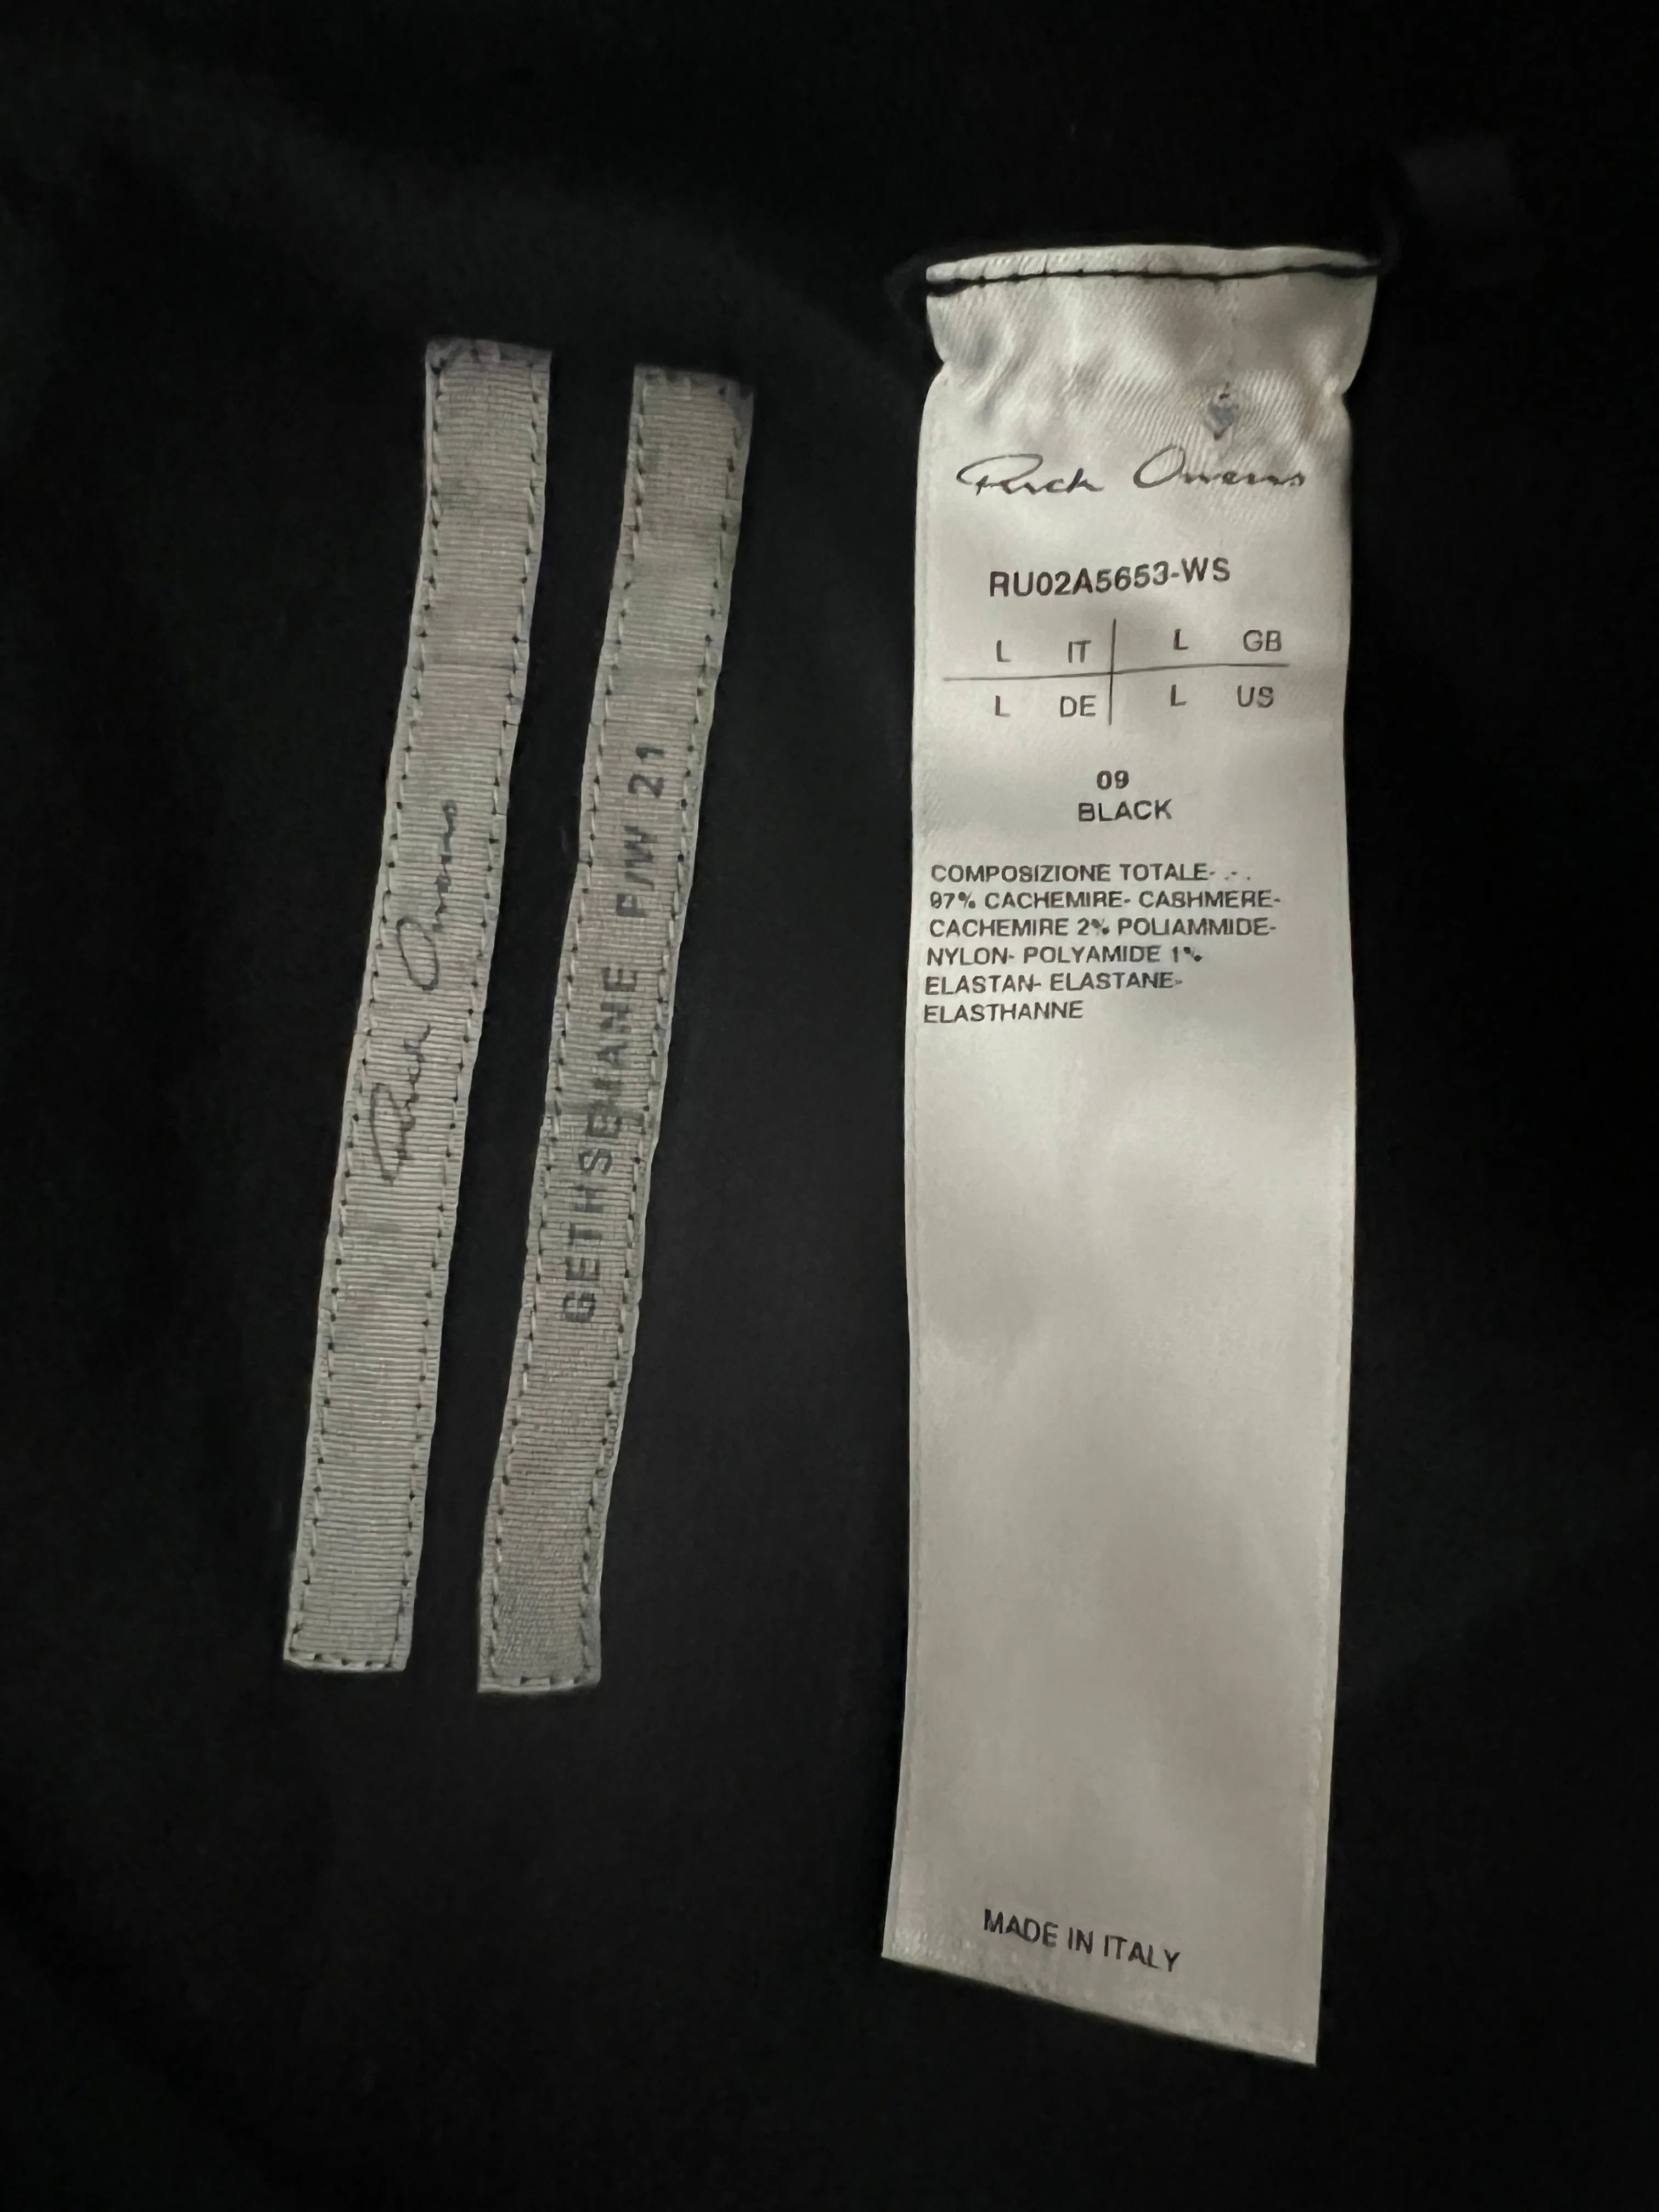 Rick Owens
GETHSEMANE F/W 21
Rick Owens
RU02A5653-WS
L IT L GB
L DE L US
09
BLACK
COMPOSIZIONE TOTALE- .- .
97% CACHEMIRE- CASHMERE-
CACHEMIRE 2% POLIAMMIDE-
NYLON- POLYAMIDE 1%
ELASTAN- ELASTANE-
ELASTHANNE
MADE IN ITALY